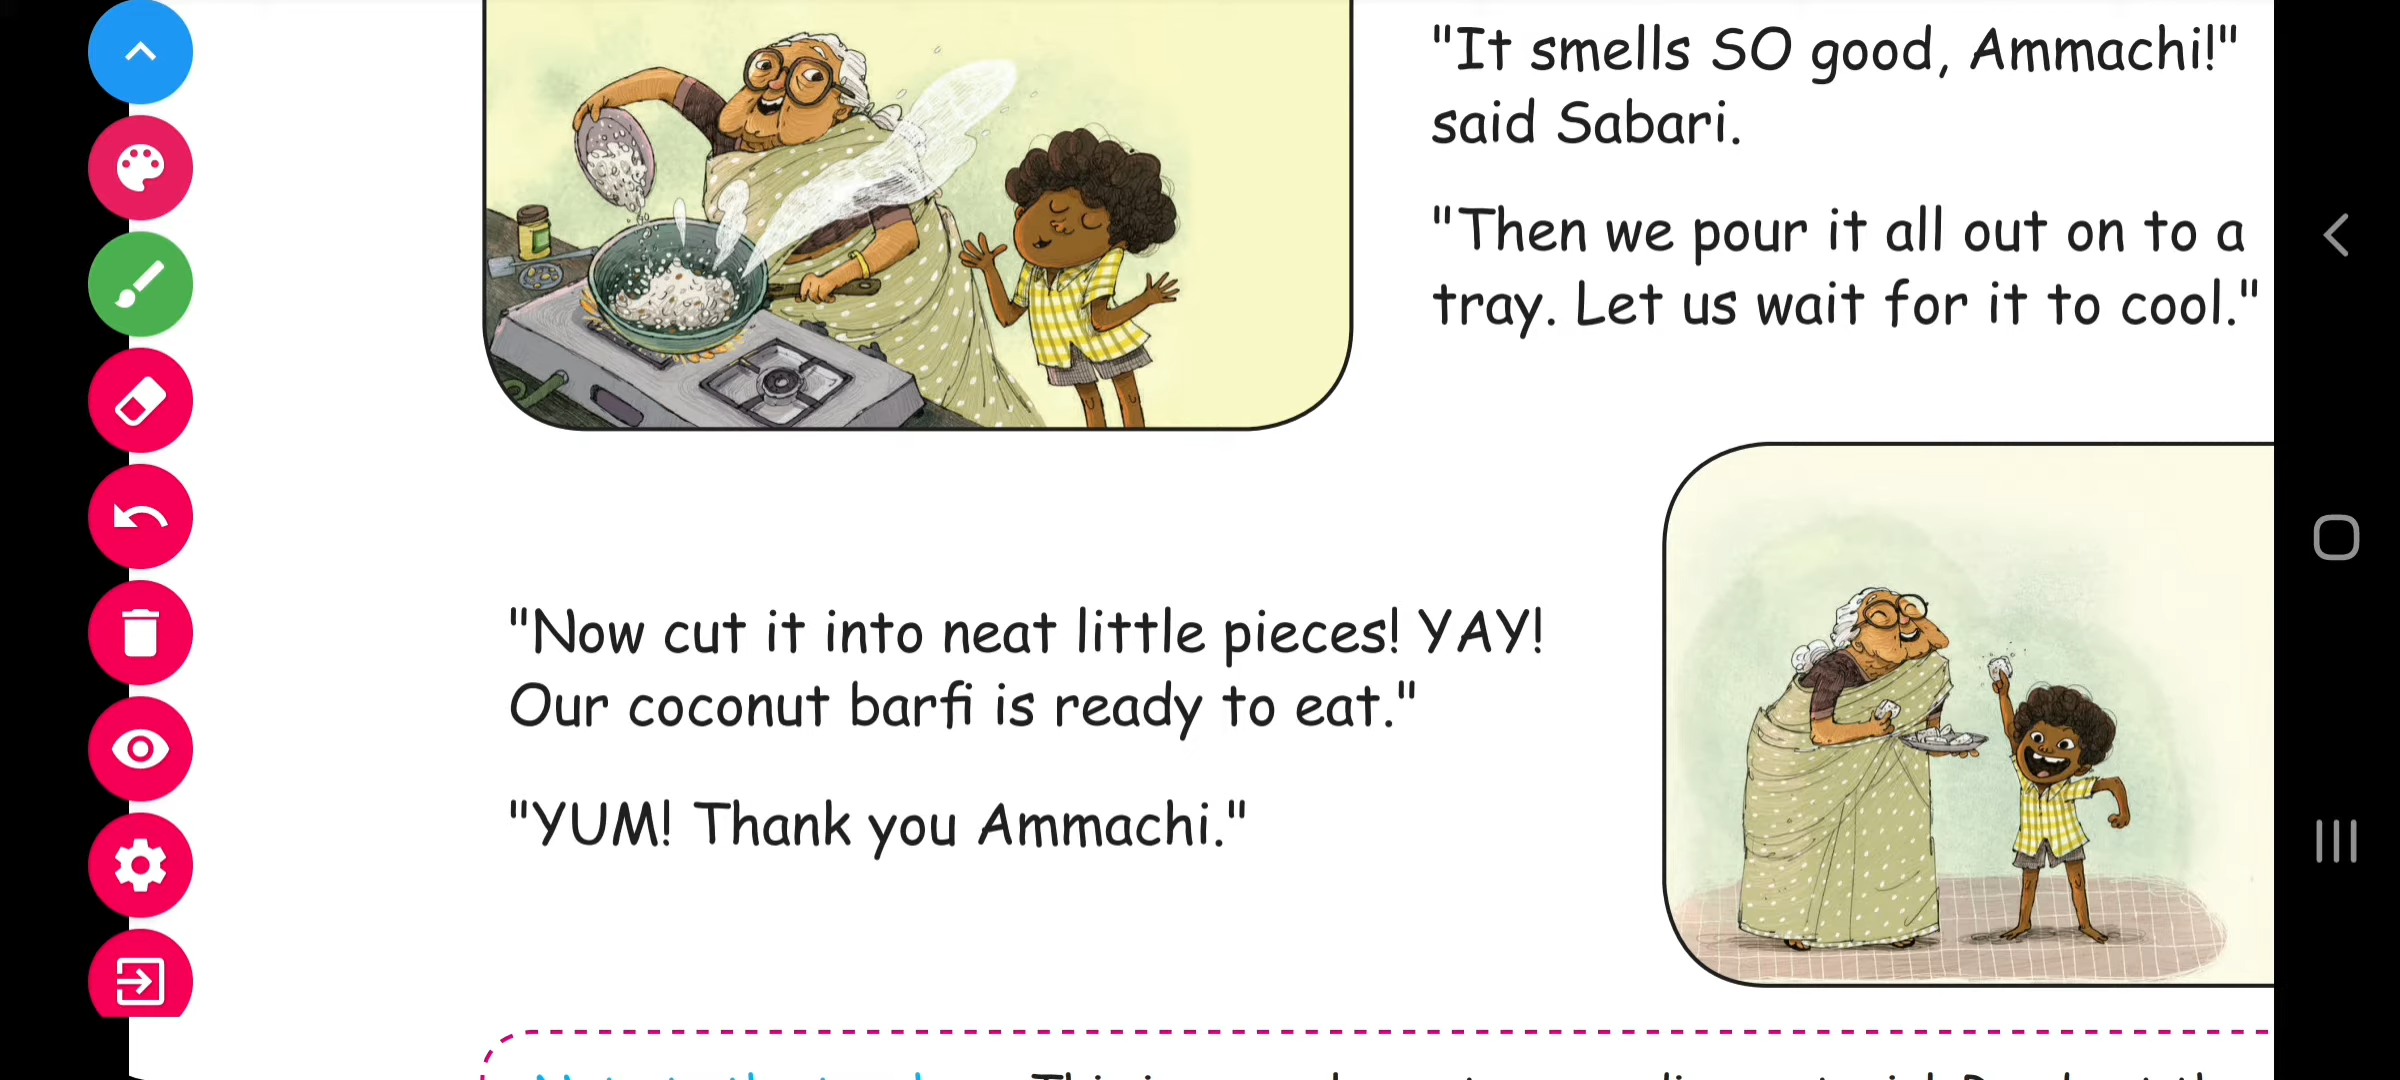 "It smells SO good, Ammachi!"
said Sabari.
"Then we pour it all out on to a
tray. Let us wait for it to cool."
"Now cut it into neat little pieces! YAY!
Our coconut barfi is ready to eat."
"YUM! Thank you Ammachi."